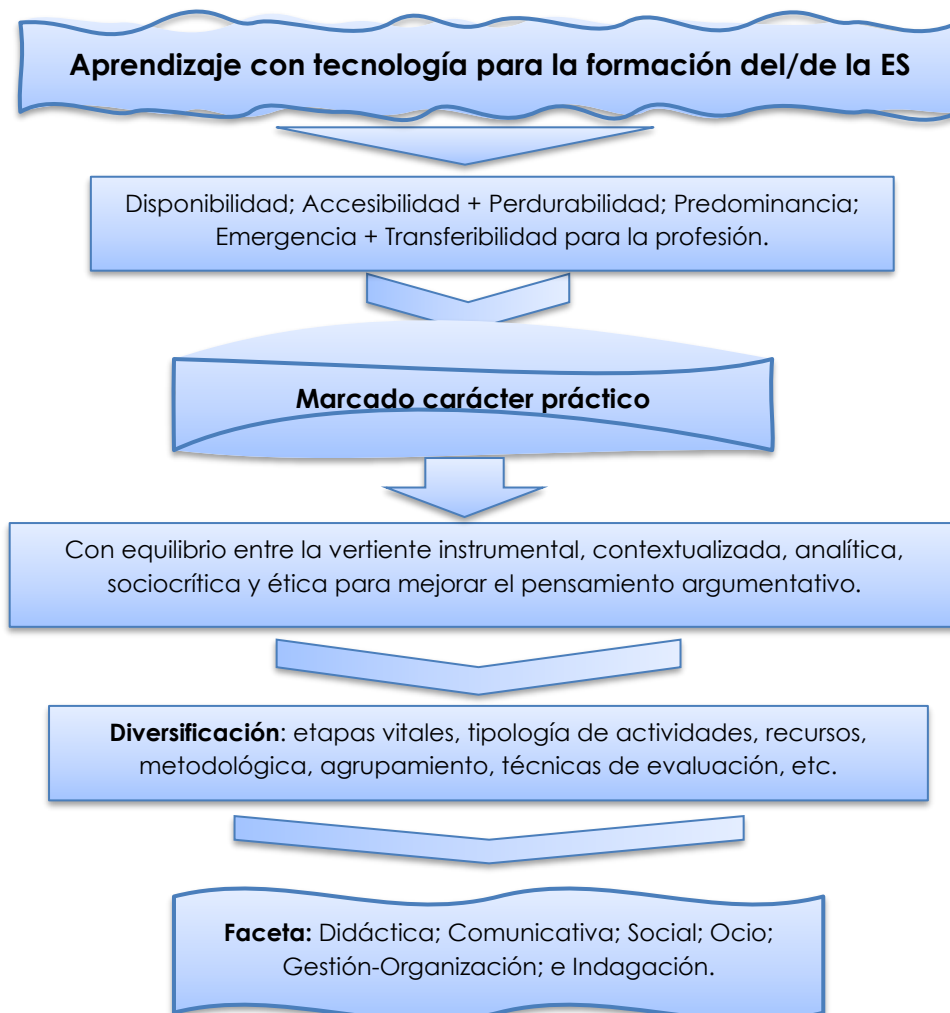 Aprendizaje con tecnología para la formación del/de la ES
Disponibilidad; Accesibilidad + Perdurabilidad; Predominancia;
Emergencia + Transferibilidad para la profesión.
Marcado carácter práctico
Con equilibrio entre la vertiente instrumental, contextualizada, analítica,
sociocrítica y ética para mejorar el pensamiento argumentativo.
Diversificación: etapas vitales, tipología de actividades, recursos,
metodológica, agrupamiento, técnicas de evaluación, etc.
Faceta: Didáctica; Comunicativa; Social; Ocio;
Gestión-Organización; e Indagación.